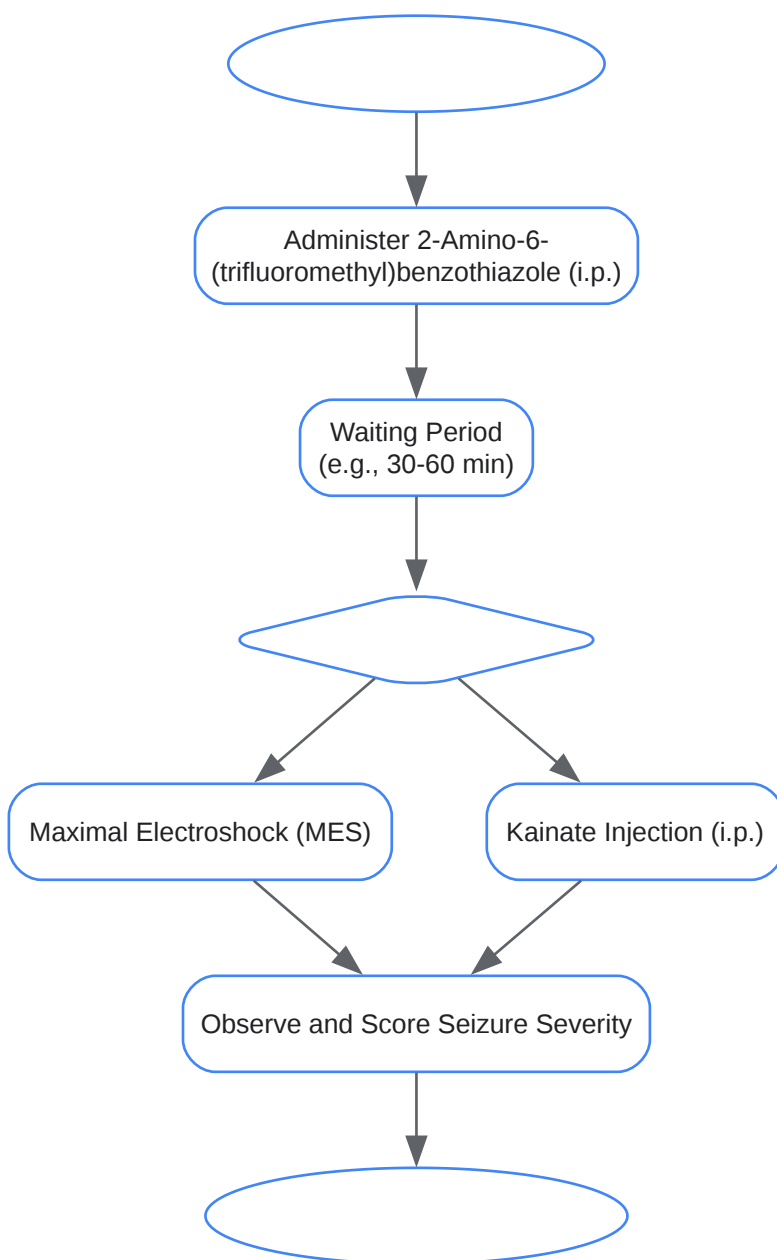 Administer 2-Amino-6-
(trifluoromethyl)benzothiazole (i.p.)
Waiting Period
(e.g., 30-60 min)
Maximal Electroshock (MES)
Kainate Injection (i.p.)
Observe and Score Seizure Severity